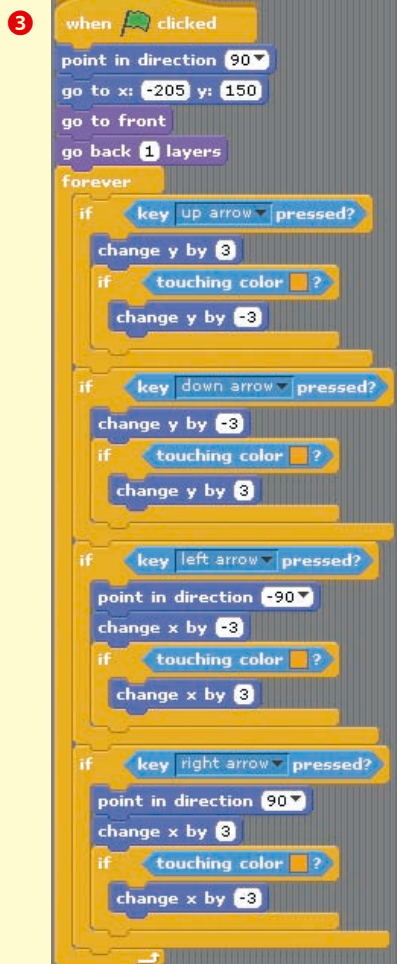 3
when clicked
point in direction 90
go to x: -205 y: 150
go to front
go back 1 layers
forever
if key up arrow pressed?
change y by 3
if touching color ?
change y by -3
if key down arrow pressed?
change y by -3
if touching color ?
change y by 3
if key left arrow pressed?
point in direction -90
change x by -3
if touching color ?
change x by 3
if key right arrow pressed?
point in direction 90
change x by 3
if touching color ?
change x by -3